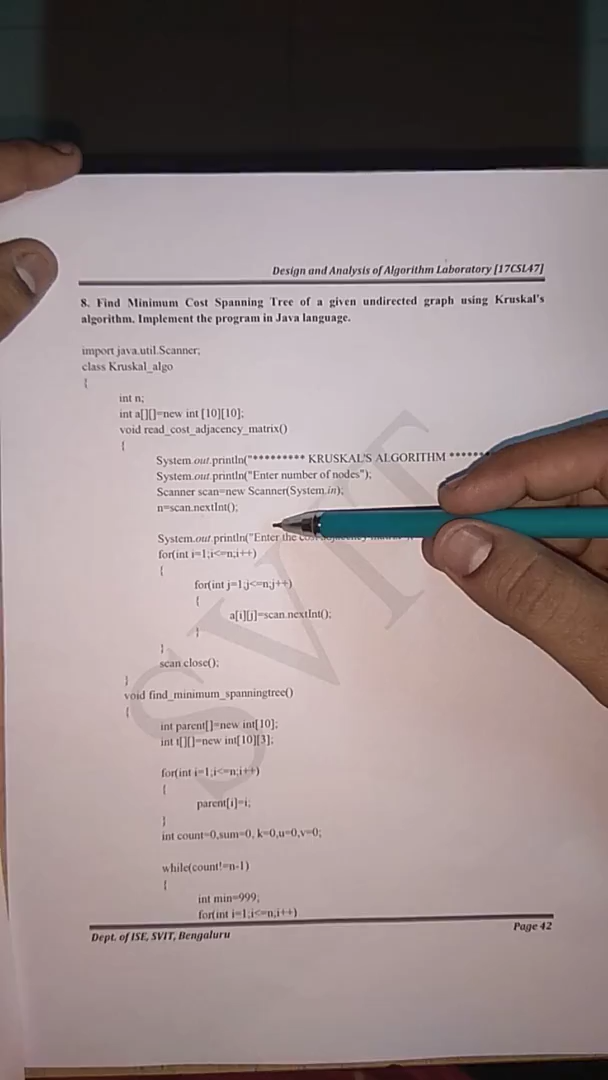 Design and Analysis of Algorithm Laboratory [17CSL47]
8. Find Minimum Cost Spanning Tree of a given undirected graph using Kruskal's
algorithm. Implement the program in Java language.
import java.util.Scanner;
class Kruskal_algo
{
int n;
int a[][]=new int [10][10];
void read_cost_adjacency_matrix()
{
System.out.println("********* KRUSKAL'S ALGORITHM *******
System.out.println("Enter number of nodes");
Scanner scan=new Scanner(System.in);
n=scan.nextInt();
System.out.println("Enter the
for(int i=1;i<=n;i++)
{
for(int j=1;j<=n;j++)
{
a[i][j]=scan.nextInt();
}
}
scan.close();
}
void find_minimum_spanningtree()
{
int parent[]=new int[10];
int t[][]=new int[10][3];
for(int i=1;i<=n;i++)
{
parent[i]=i;
}
int count=0,sum=0, k=0,u=0,v=0;
while(count!=n-1)
{
int min=999;
for(int i=1;i<=n;i++)
Dept. of ISE, SVIT, Bengaluru
Page 42
SVIT